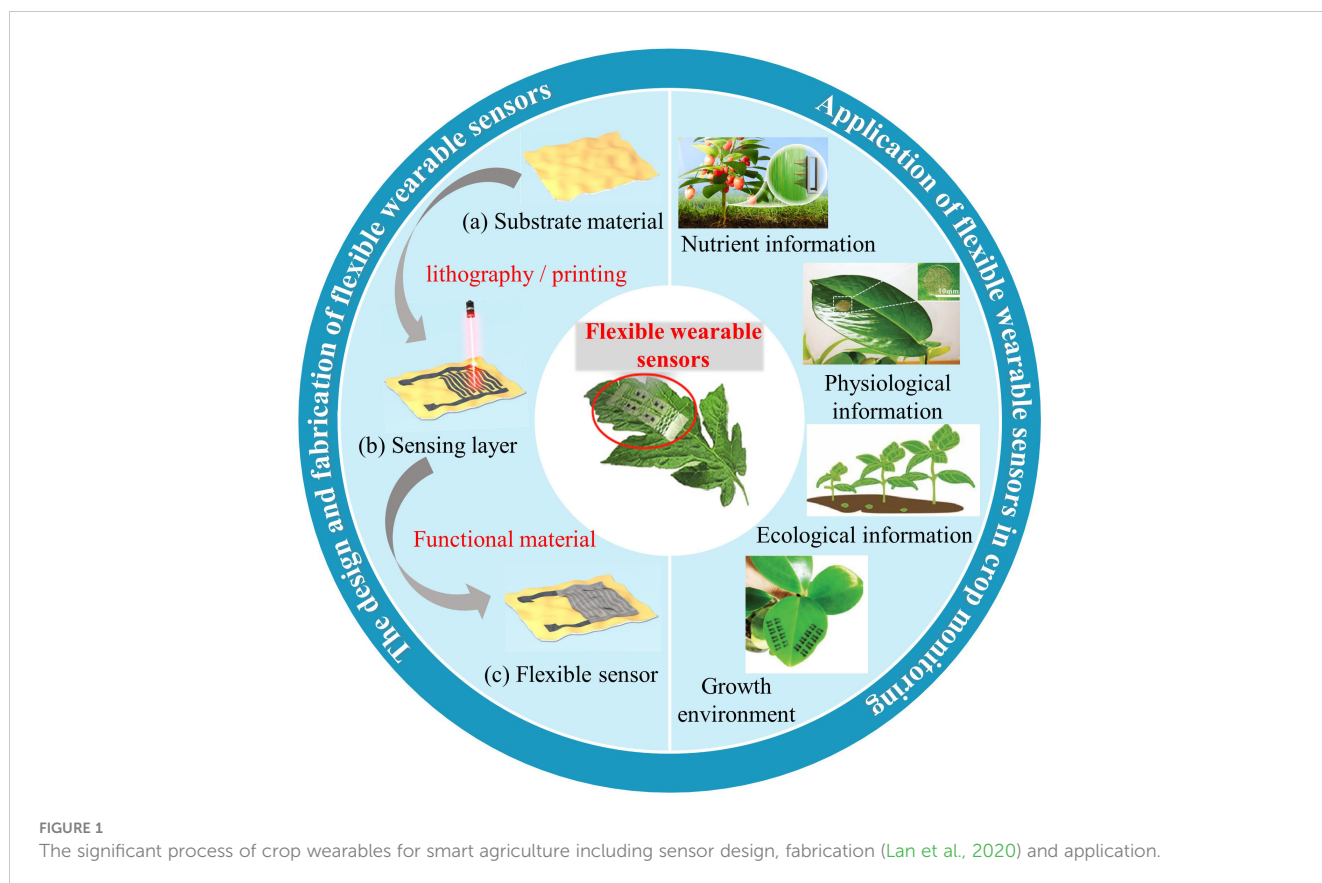 The design and fabrication of flexible wearable sensors
Application of flexible wearable sensors in crop monitoring
(a) Substrate material
lithography / printing
(b) Sensing layer
Functional material
(c) Flexible sensor
Flexible wearable
sensors
Nutrient information
10mm
Physiological
information
Ecological information
Growth
environment
FIGURE 1
The significant process of crop wearables for smart agriculture including sensor design, fabrication (Lan et al., 2020) and application.